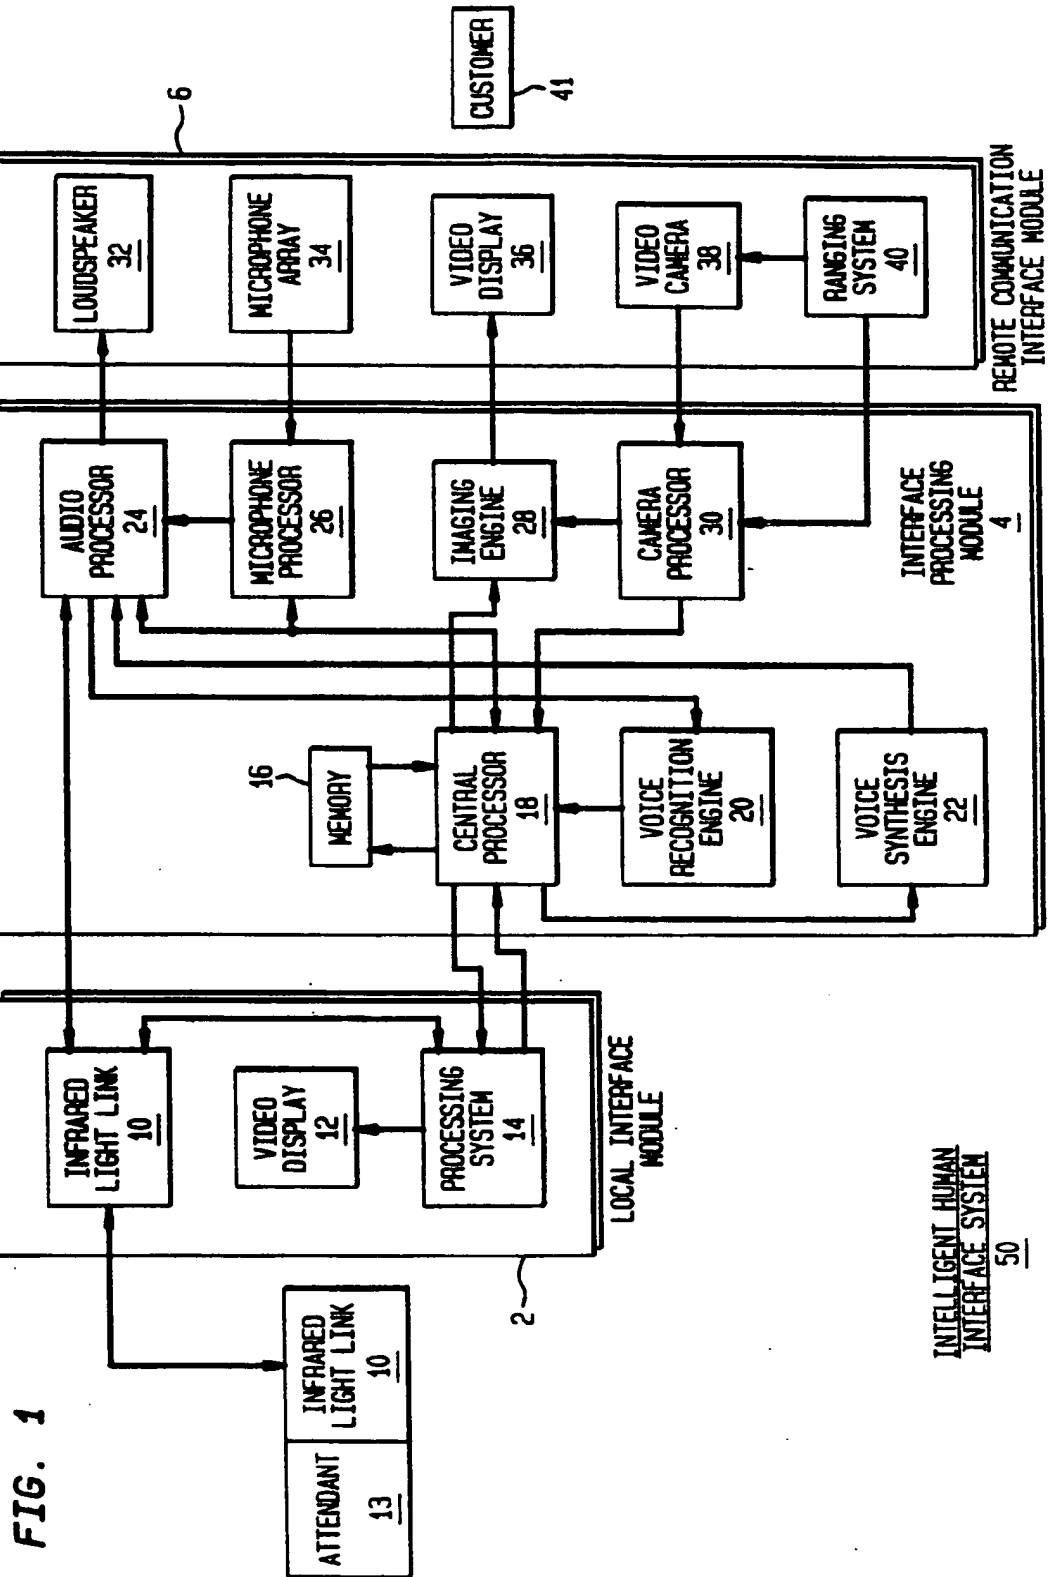 FIG. 1
ATTENDANT
13
INFRARED
LIGHT LINK
10
2
INFRARED
LIGHT LINK
10
VIDEO
DISPLAY
12
PROCESSING
SYSTEM
14
LOCAL INTERFACE
MODULE
MEMORY
16
CENTRAL
PROCESSOR
18
VOICE
RECOGNITION
ENGINE
20
VOICE
SYNTHESIS
ENGINE
22
AUDIO
PROCESSOR
24
MICROPHONE
PROCESSOR
26
IMAGING
ENGINE
28
CAMERA
PROCESSOR
30
INTERFACE
PROCESSING
MODULE
4
LOUDSPEAKER
32
MICROPHONE
ARRAY
34
VIDEO
DISPLAY
36
VIDEO
CAMERA
38
RANGING
SYSTEM
40
6
REMOTE COMMUNICATION
INTERFACE MODULE
CUSTOMER
41
INTELLIGENT HUMAN
INTERFACE SYSTEM
50